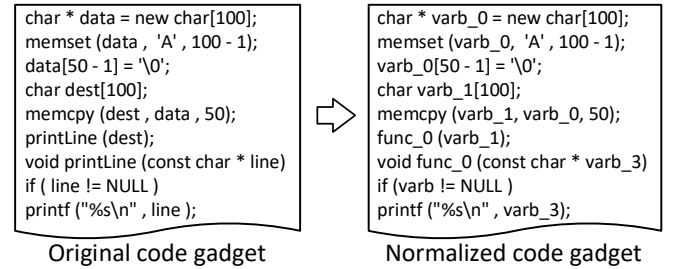 char * data = new char[100];
memset (data , 'A' , 100 - 1);
data[50 - 1] = '\0';
char dest[100];
memcpy (dest , data , 50);
printLine (dest);
void printLine (const char * line)
if ( line != NULL )
printf ("%s\n" , line );
Original code gadget
char * varb_0 = new char[100];
memset (varb_0, 'A' , 100 - 1);
varb_0[50 - 1] = '\0';
char varb_1[100];
memcpy (varb_1, varb_0, 50);
func_0 (varb_1);
void func_0 (const char * varb_3)
if (varb != NULL )
printf ("%s\n" , varb_3);
Normalized code gadget